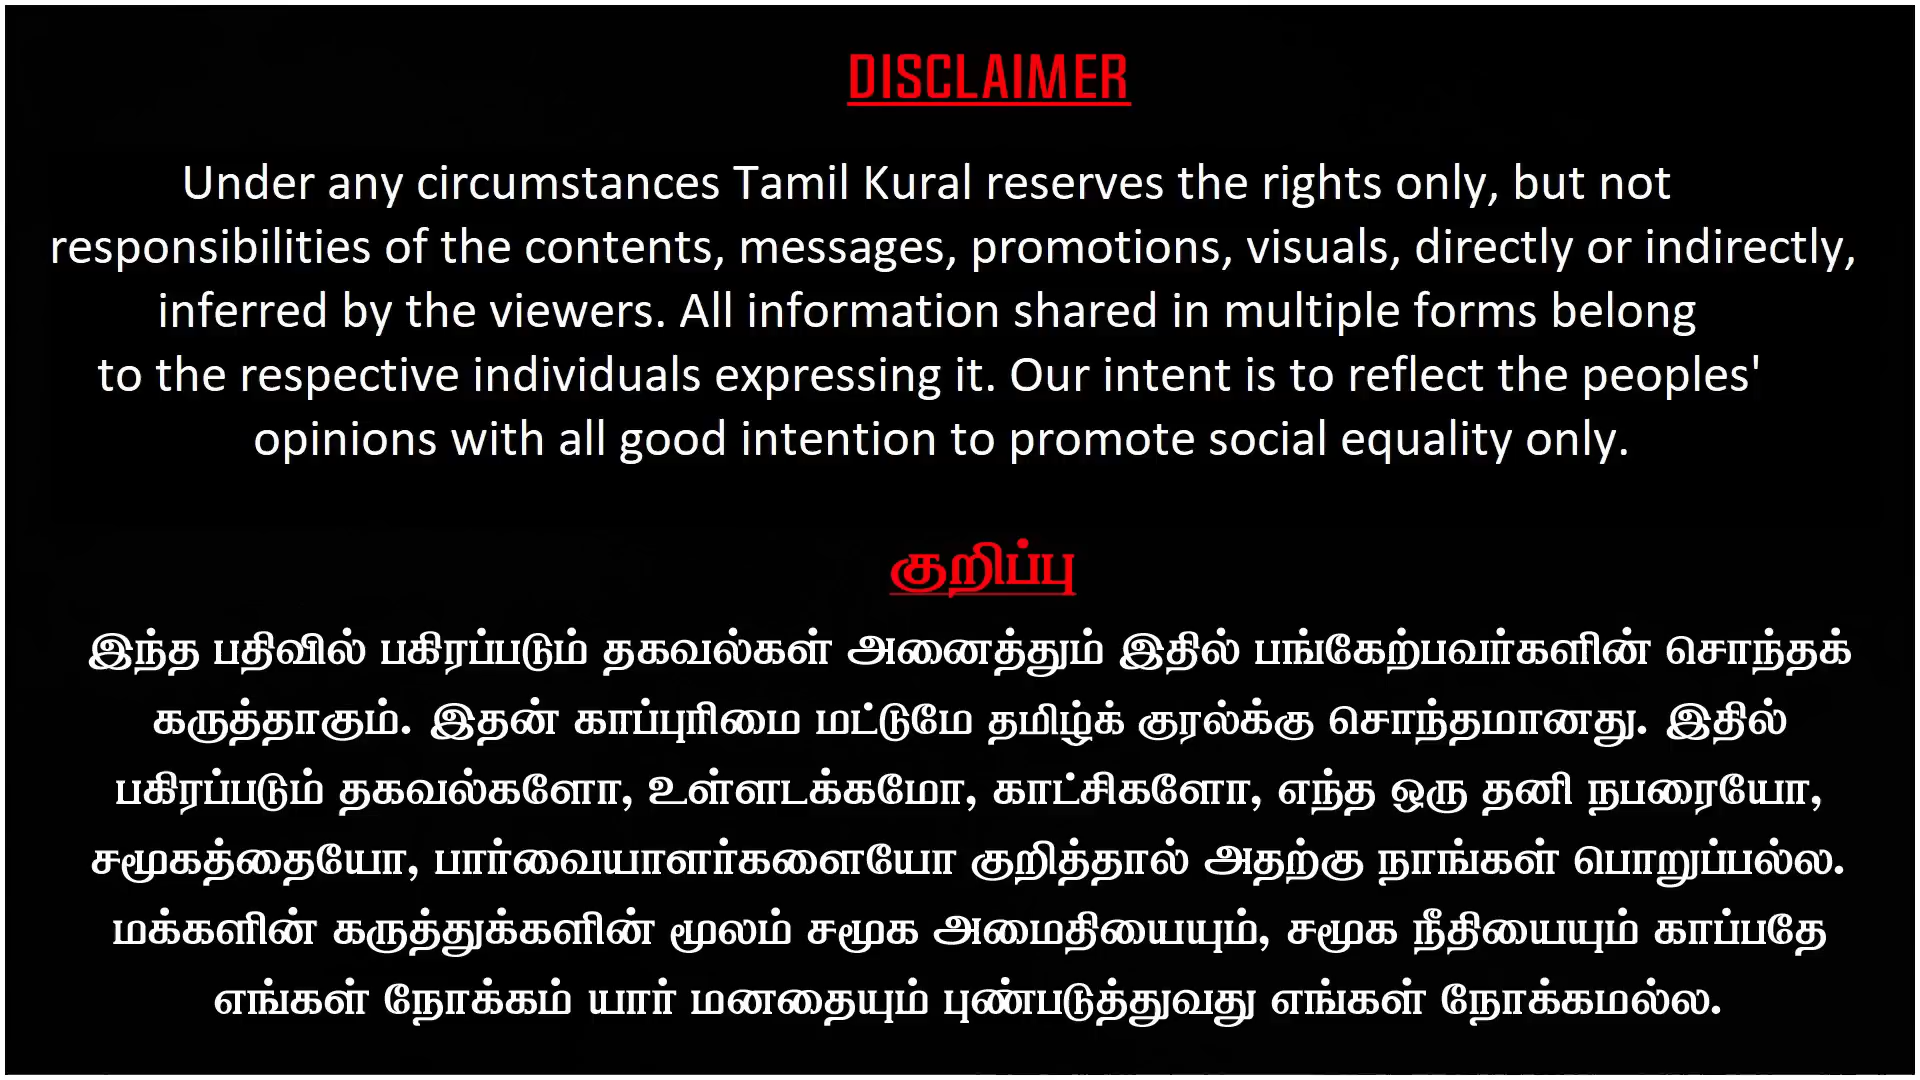 DISCLAIMER
Under any circumstances Tamil Kural reserves the rights only, but not
responsibilities of the contents, messages, promotions, visuals, directly or indirectly,
inferred by the viewers. All information shared in multiple forms belong
to the respective individuals expressing it. Our intent is to reflect the peoples'
opinions with all good intention to promote social equality only.
குறிப்பு
இந்த பதிவில் பகிரப்படும் தகவல்கள் அனைத்தும் இதில் பங்கேற்பவர்களின் சொந்தக்
கருத்தாகும். இதன் காப்புரிமை மட்டுமே தமிழ்க் குரல்க்கு சொந்தமானது. இதில்
பகிரப்படும் தகவல்களோ, உள்ளடக்கமோ, காட்சிகளோ, எந்த ஒரு தனி நபரையோ,
சமூகத்தையோ, பார்வையாளர்களையோ குறித்தால் அதற்கு நாங்கள் பொறுப்பல்ல.
மக்களின் கருத்துக்களின் மூலம் சமூக அமைதியையும், சமூக நீதியையும் காப்பதே
எங்கள் நோக்கம் யார் மனதையும் புண்படுத்துவது எங்கள் நோக்கமல்ல.